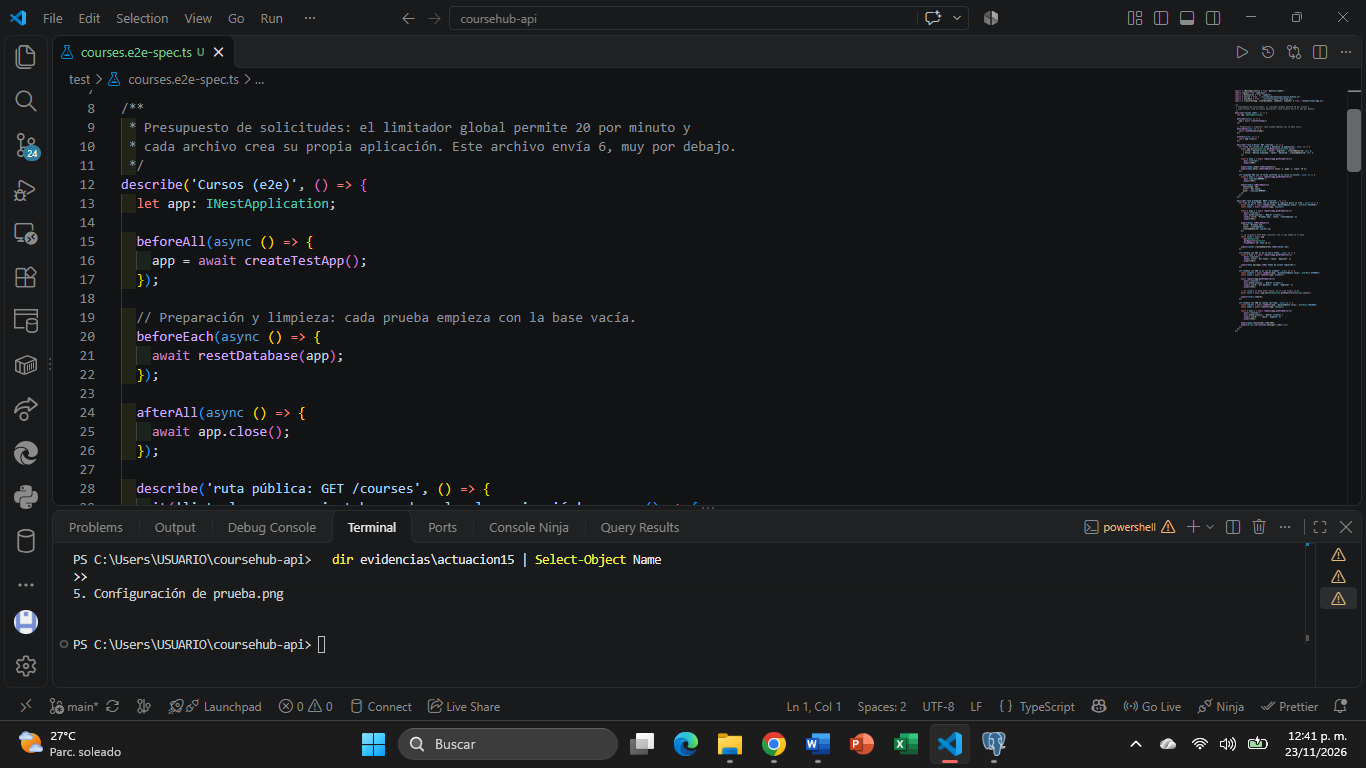 File Edit Selection View Go Run ···
coursehub-api
courses.e2e-spec.ts U
test > courses.e2e-spec.ts > ...
8 /**
9 * Presupuesto de solicitudes: el limitador global permite 20 por minuto y
10 * cada archivo crea su propia aplicación. Este archivo envía 6, muy por debajo.
11 */
12 describe('Cursos (e2e)', () => {
13 let app: INestApplication;
14
15 beforeAll(async () => {
16 app = await createTestApp();
17 });
18
19 // Preparación y limpieza: cada prueba empieza con la base vacía.
20 beforeEach(async () => {
21 await resetDatabase(app);
22 });
23
24 afterAll(async () => {
25 await app.close();
26 });
27
28 describe('ruta pública: GET /courses', () => {
24
Problems Output Debug Console Terminal Ports Console Ninja Query Results
powershell
PS C:\Users\USUARIO\coursehub-api> dir evidencias\actuacion15 | Select-Object Name
>>
5. Configuración de prueba.png
PS C:\Users\USUARIO\coursehub-api>
main* Launchpad 0 0 Connect Live Share Ln 1, Col 1 Spaces: 2 UTF-8 LF { } TypeScript Go Live Ninja Prettier
27°C
Parc. soleado
Buscar
12:41 p. m.
23/11/2026